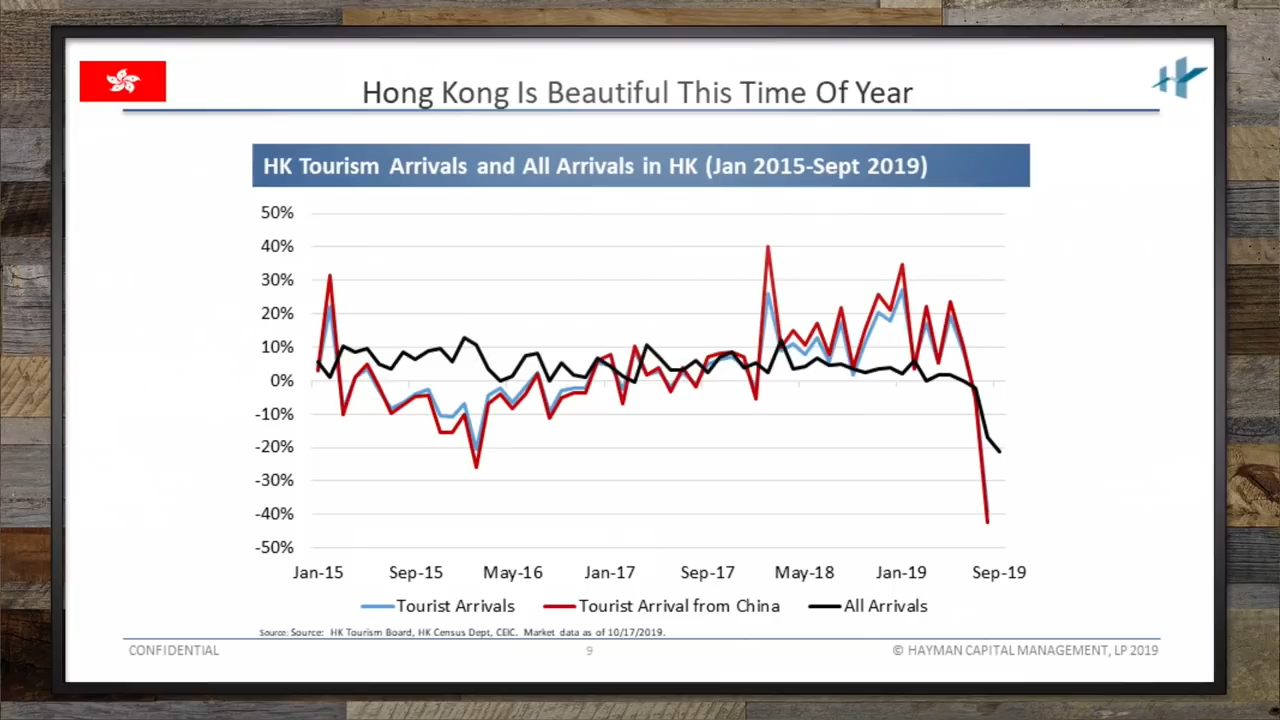 Hong Kong Is Beautiful This Time Of Year
HK Tourism Arrivals and All Arrivals in HK (Jan 2015-Sept 2019)
50%
40%
30%
20%
10%
0%
-10%
-20%
-30%
-40%
-50%
Jan-15 Sep-15 May-16 Jan-17 Sep-17 May-18 Jan-19 Sep-19
Tourist Arrivals Tourist Arrival from China All Arrivals
Source: Source: HK Tourism Board, HK Census Dept, CEIC. Market data as of 10/17/2019.
CONFIDENTIAL 9 © HAYMAN CAPITAL MANAGEMENT, LP 2019